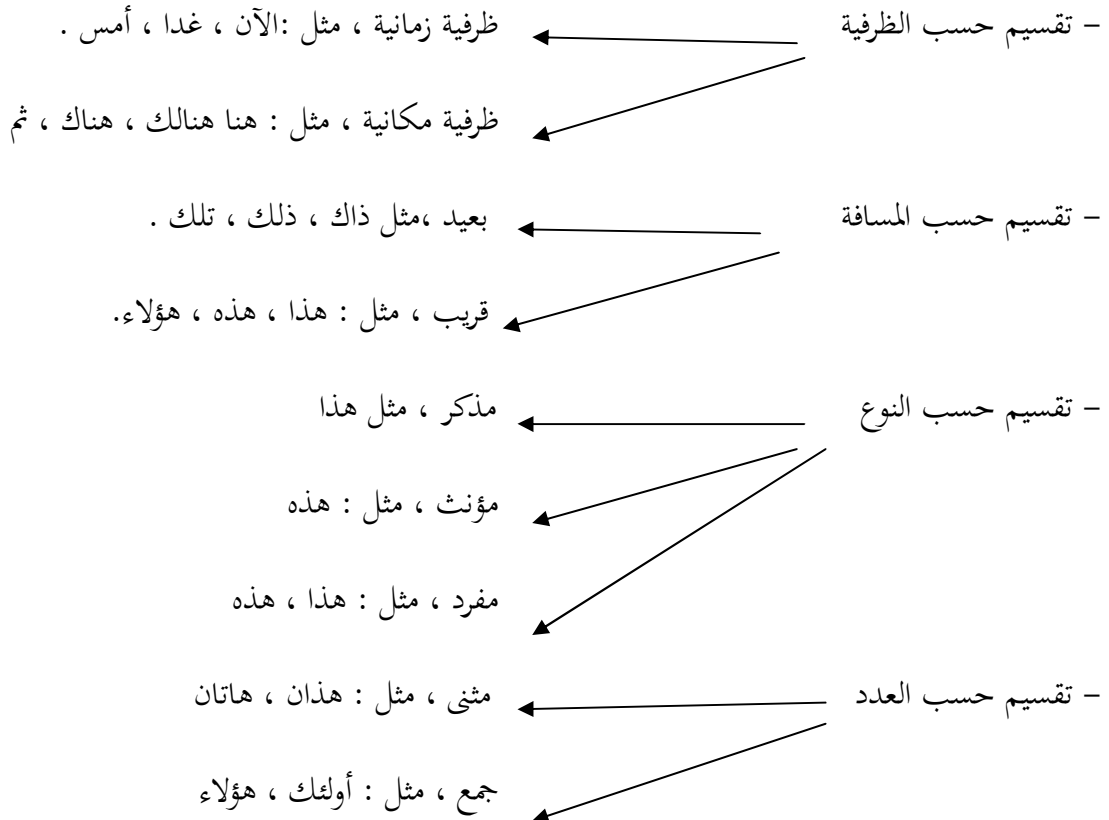 – تقسيم حسب الظرفية ظرفية زمانية ، مثل :الآن ، غدا ، أمس .
ظرفية مكانية ، مثل : هنا هنالك ، هناك ، ثم
– تقسيم حسب المسافة بعيد ،مثل ذاك ، ذلك ، تلك .
قريب ، مثل : هذا ، هذه ، هؤلاء.
– تقسيم حسب النوع مذكر ، مثل هذا
مؤنث ، مثل : هذه
مفرد ، مثل : هذا ، هذه
– تقسيم حسب العدد مثنى ، مثل : هذان ، هاتان
جمع ، مثل : أولئك ، هؤلاء